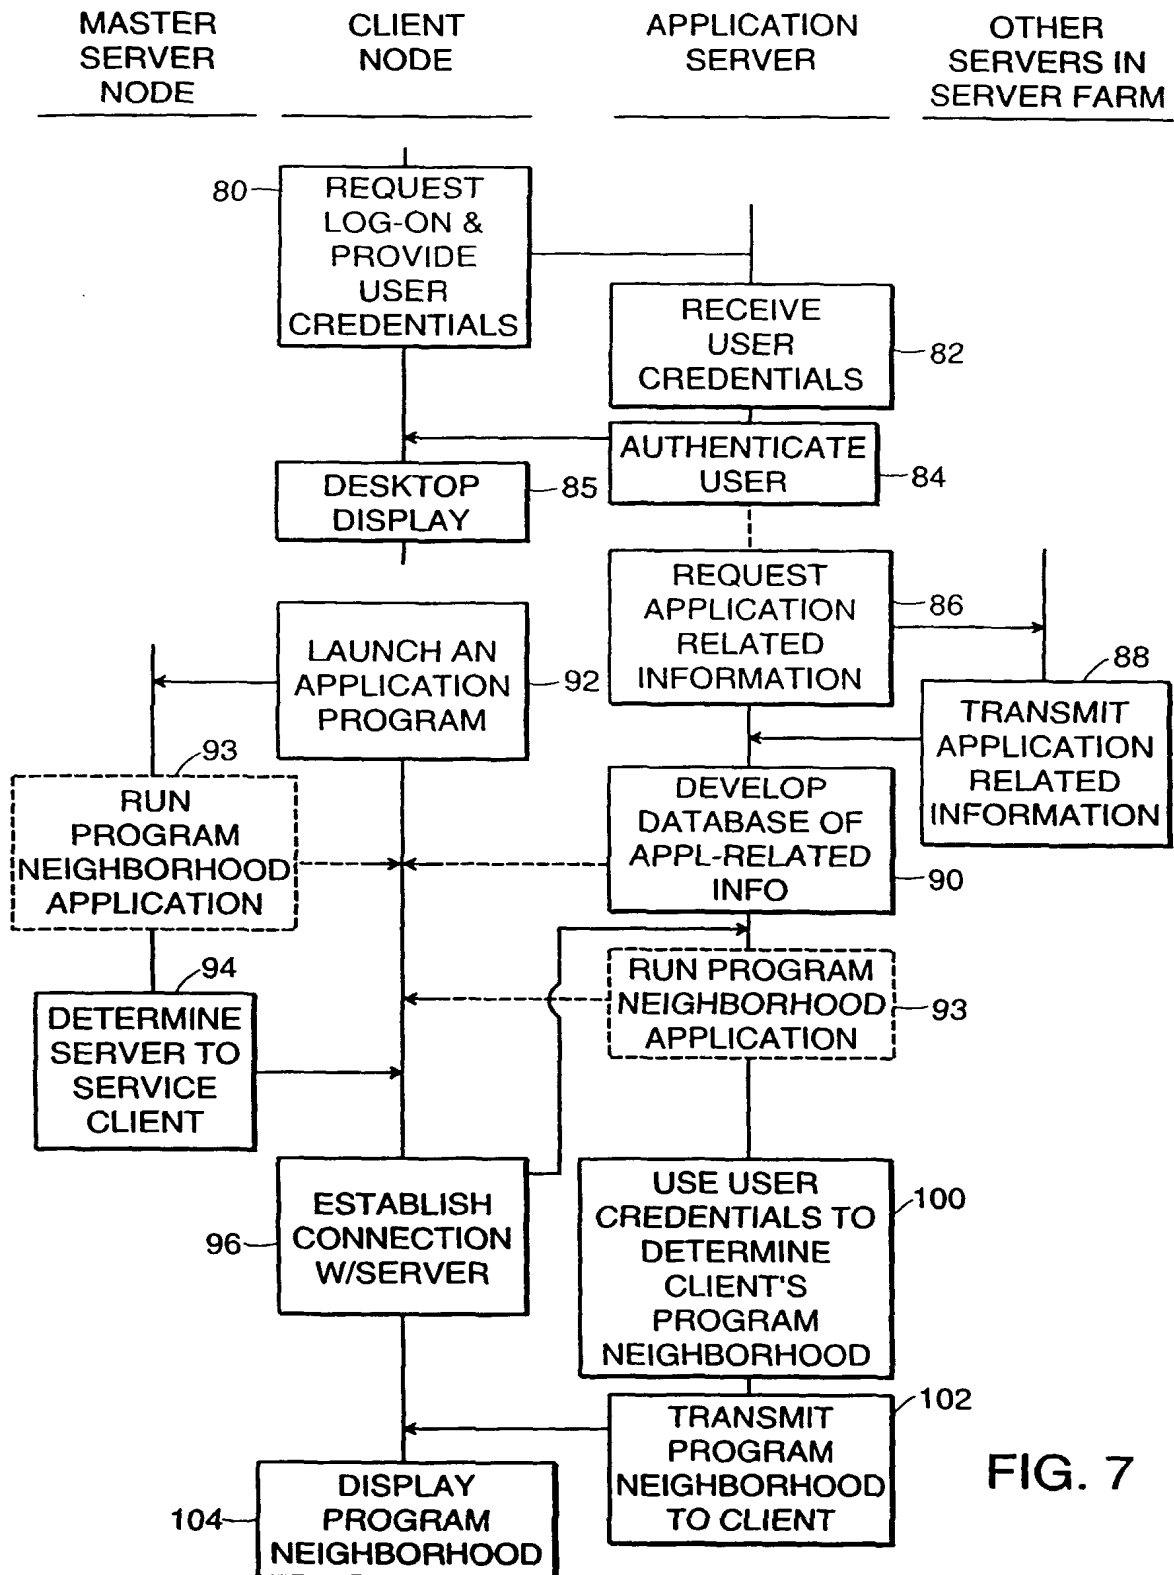 MASTER
SERVER
NODE
CLIENT
NODE
APPLICATION
SERVER
OTHER
SERVERS IN
SERVER FARM
80
REQUEST
LOG-ON &
PROVIDE
USER
CREDENTIALS
RECEIVE
USER
CREDENTIALS
82
AUTHENTICATE
USER
84
DESKTOP
DISPLAY
85
REQUEST
APPLICATION
RELATED
INFORMATION
86
88
TRANSMIT
APPLICATION
RELATED
INFORMATION
LAUNCH AN
APPLICATION
PROGRAM
92
93
RUN
PROGRAM
NEIGHBORHOOD
APPLICATION
DEVELOP
DATABASE OF
APPL-RELATED
INFO
90
RUN PROGRAM
NEIGHBORHOOD
APPLICATION
93
94
DETERMINE
SERVER TO
SERVICE
CLIENT
96
ESTABLISH
CONNECTION
W/SERVER
USE USER
CREDENTIALS TO
DETERMINE
CLIENT'S
PROGRAM
NEIGHBORHOOD
100
TRANSMIT
PROGRAM
NEIGHBORHOOD
TO CLIENT
102
104
DISPLAY
PROGRAM
NEIGHBORHOOD
FIG. 7